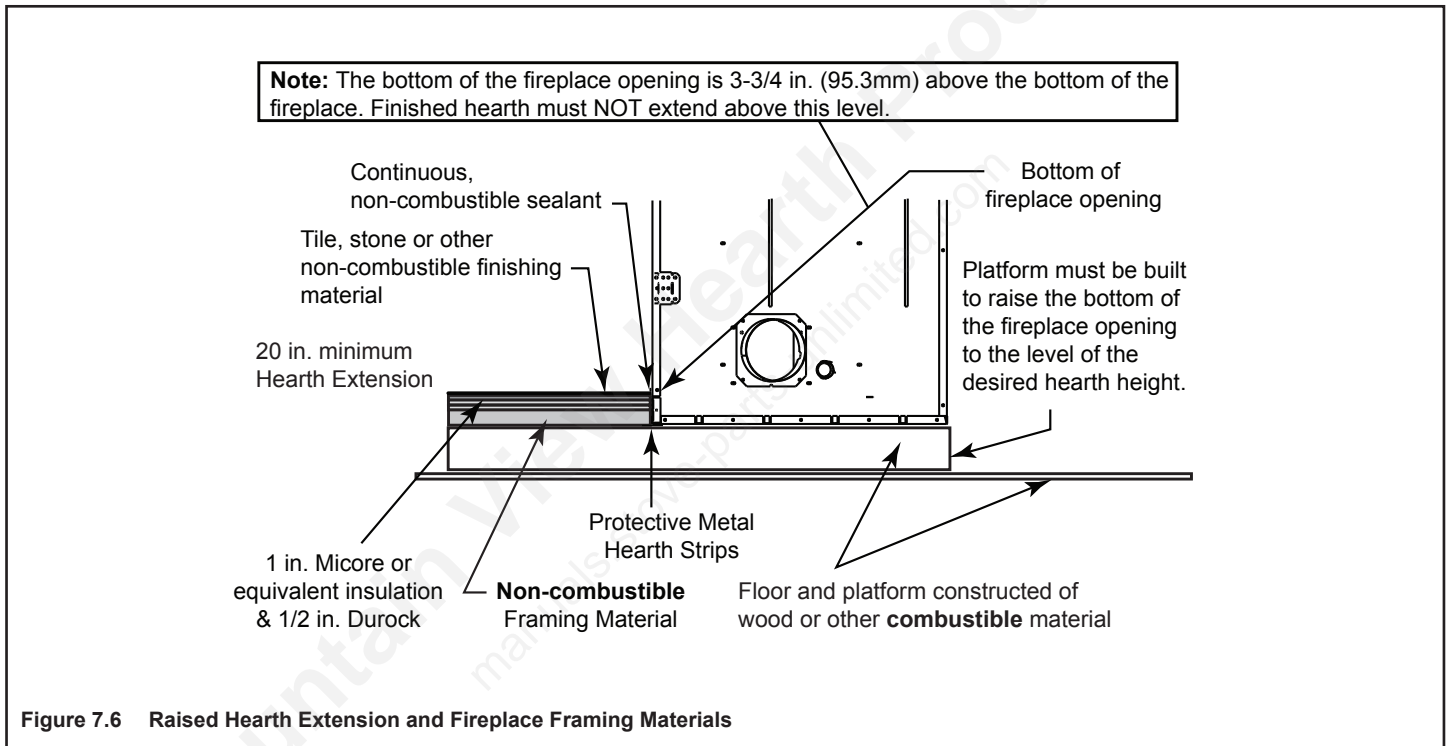 Note: The bottom of the fireplace opening is 3-3/4 in. (95.3mm) above the bottom of the
fireplace. Finished hearth must NOT extend above this level.
Continuous,
non-combustible sealant
Bottom of
fireplace opening
Tile, stone or other
non-combustible finishing
material
Platform must be built
to raise the bottom of
the fireplace opening
to the level of the
desired hearth height.
20 in. minimum
Hearth Extension
Protective Metal
Hearth Strips
1 in. Micore or
equivalent insulation
& 1/2 in. Durock
Non-combustible
Framing Material
Floor and platform constructed of
wood or other combustible material
Figure 7.6 Raised Hearth Extension and Fireplace Framing Materials